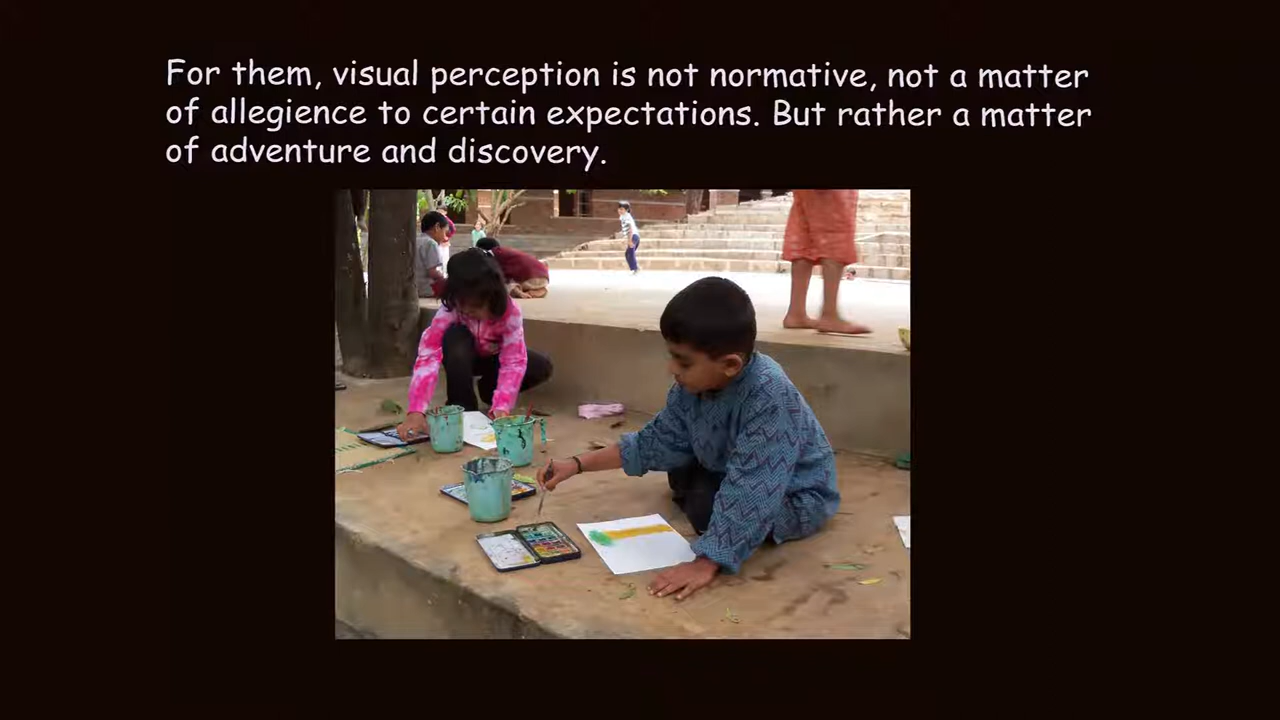 For them, visual perception is not normative, not a matter
of allegience to certain expectations. But rather a matter
of adventure and discovery.